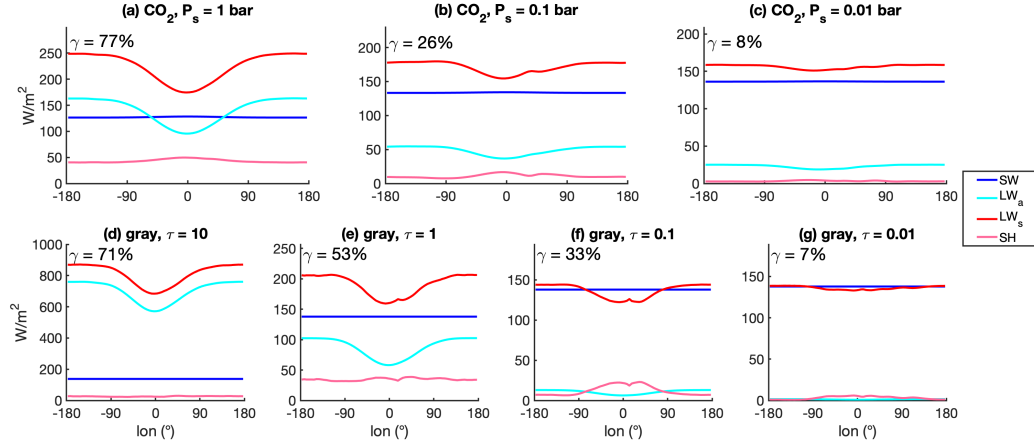 (a) CO2, Ps = 1 bar
γ = 77%
W/m2
250
200
150
100
50
0
-180 -90 0 90 180
(b) CO2, Ps = 0.1 bar
γ = 26%
200
150
100
50
0
-180 -90 0 90 180
(c) CO2, Ps = 0.01 bar
γ = 8%
200
150
100
50
0
-180 -90 0 90 180
SW
LWa
LWs
SH
(d) gray, τ = 10
γ = 71%
W/m2
1000
800
600
400
200
0
-180 -90 0 90 180
lon (°)
(e) gray, τ = 1
γ = 53%
250
200
150
100
50
0
-180 -90 0 90 180
lon (°)
(f) gray, τ = 0.1
γ = 33%
150
100
50
0
-180 -90 0 90 180
lon (°)
(g) gray, τ = 0.01
γ = 7%
150
100
50
0
-180 -90 0 90 180
lon (°)